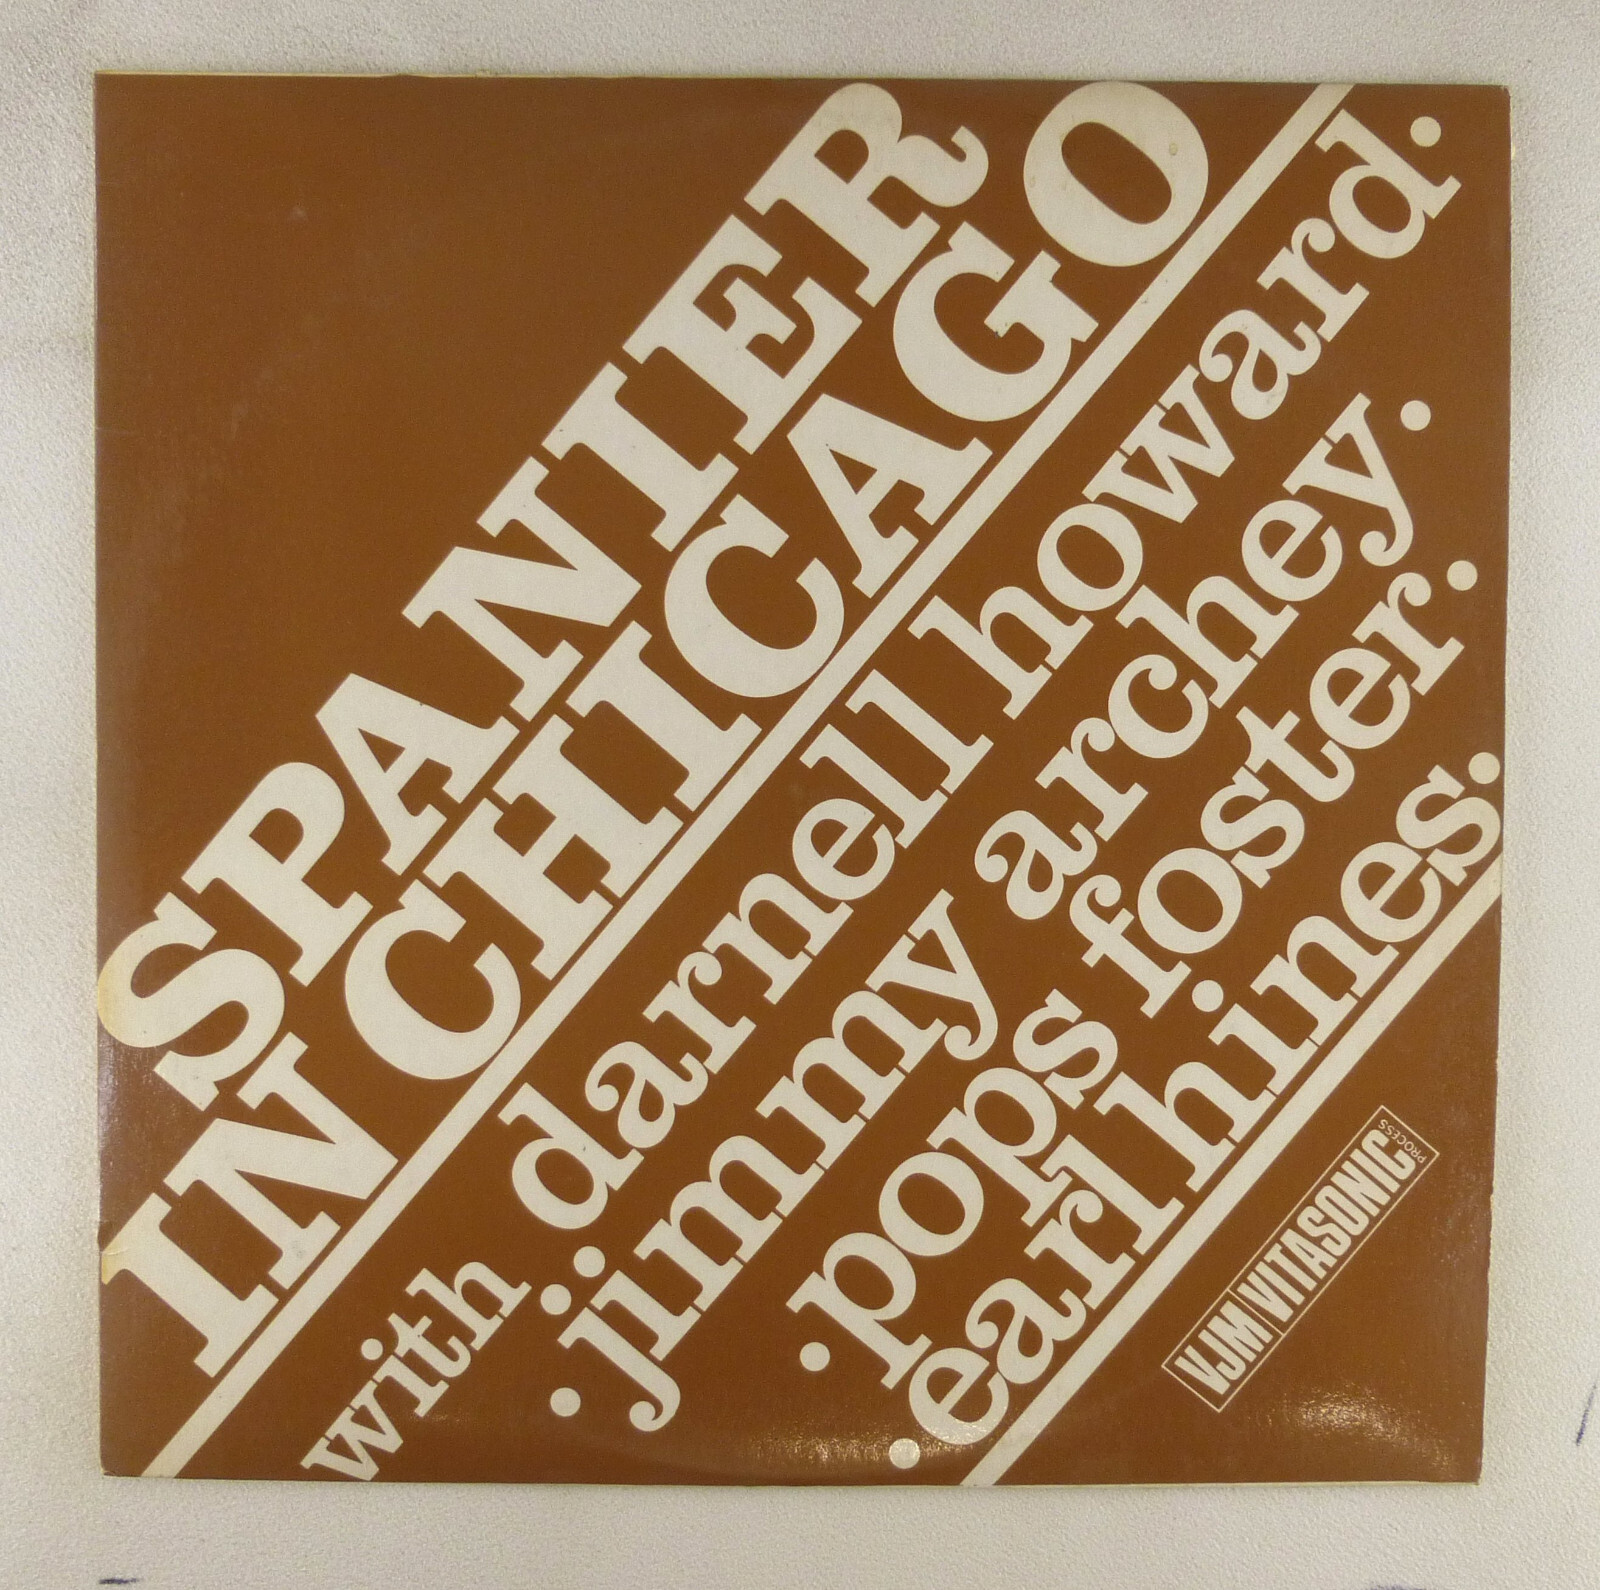 SPANIER
IN CHICAGO
with darnell howard.
.jimmy archey.
.pops foster.
.earl hines.
VJM VITASONIC
PROCESS